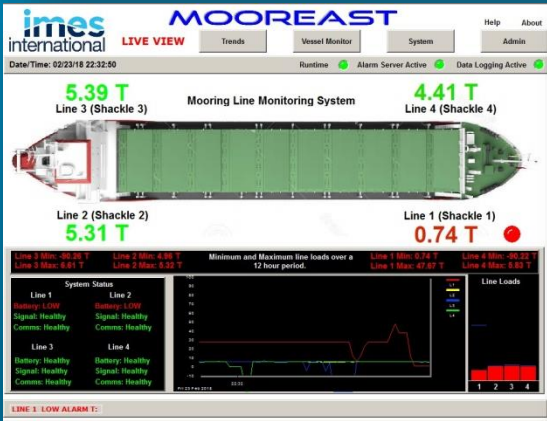 imes
international
MOOREAST
LIVE VIEW
Trends
Vessel Monitor
System
Help
About
Admin
Date/Time: 02/23/18 22:32:50
Runtime
Alarm Server Active
Data Logging Active
5.39 T
Line 3 (Shackle 3)
Mooring Line Monitoring System
4.41 T
Line 4 (Shackle 4)
Line 2 (Shackle 2)
5.31 T
Line 1 (Shackle 1)
0.74 T
Line 3 Min: -90.26 T
Line 3 Max: 6.61 T
Line 2 Min: 4.86 T
Line 2 Max: 5.32 T
Minimum and Maximum line loads over a
12 hour period.
Line 1 Min: 0.74 T
Line 1 Max: 47.67 T
Line 4 Min: -90.22 T
Line 4 Max: 5.83 T
System Status
Line 1
Battery: LOW
Signal: Healthy
Comms: Healthy
Line 2
Battery: LOW
Signal: Healthy
Comms: Healthy
Line 3
Battery: Healthy
Signal: Healthy
Comms: Healthy
Line 4
Battery: Healthy
Signal: Healthy
Comms: Healthy
Fri 23 Feb 2018
Line Loads
1 2 3 4
LINE 1 LOW ALARM T: